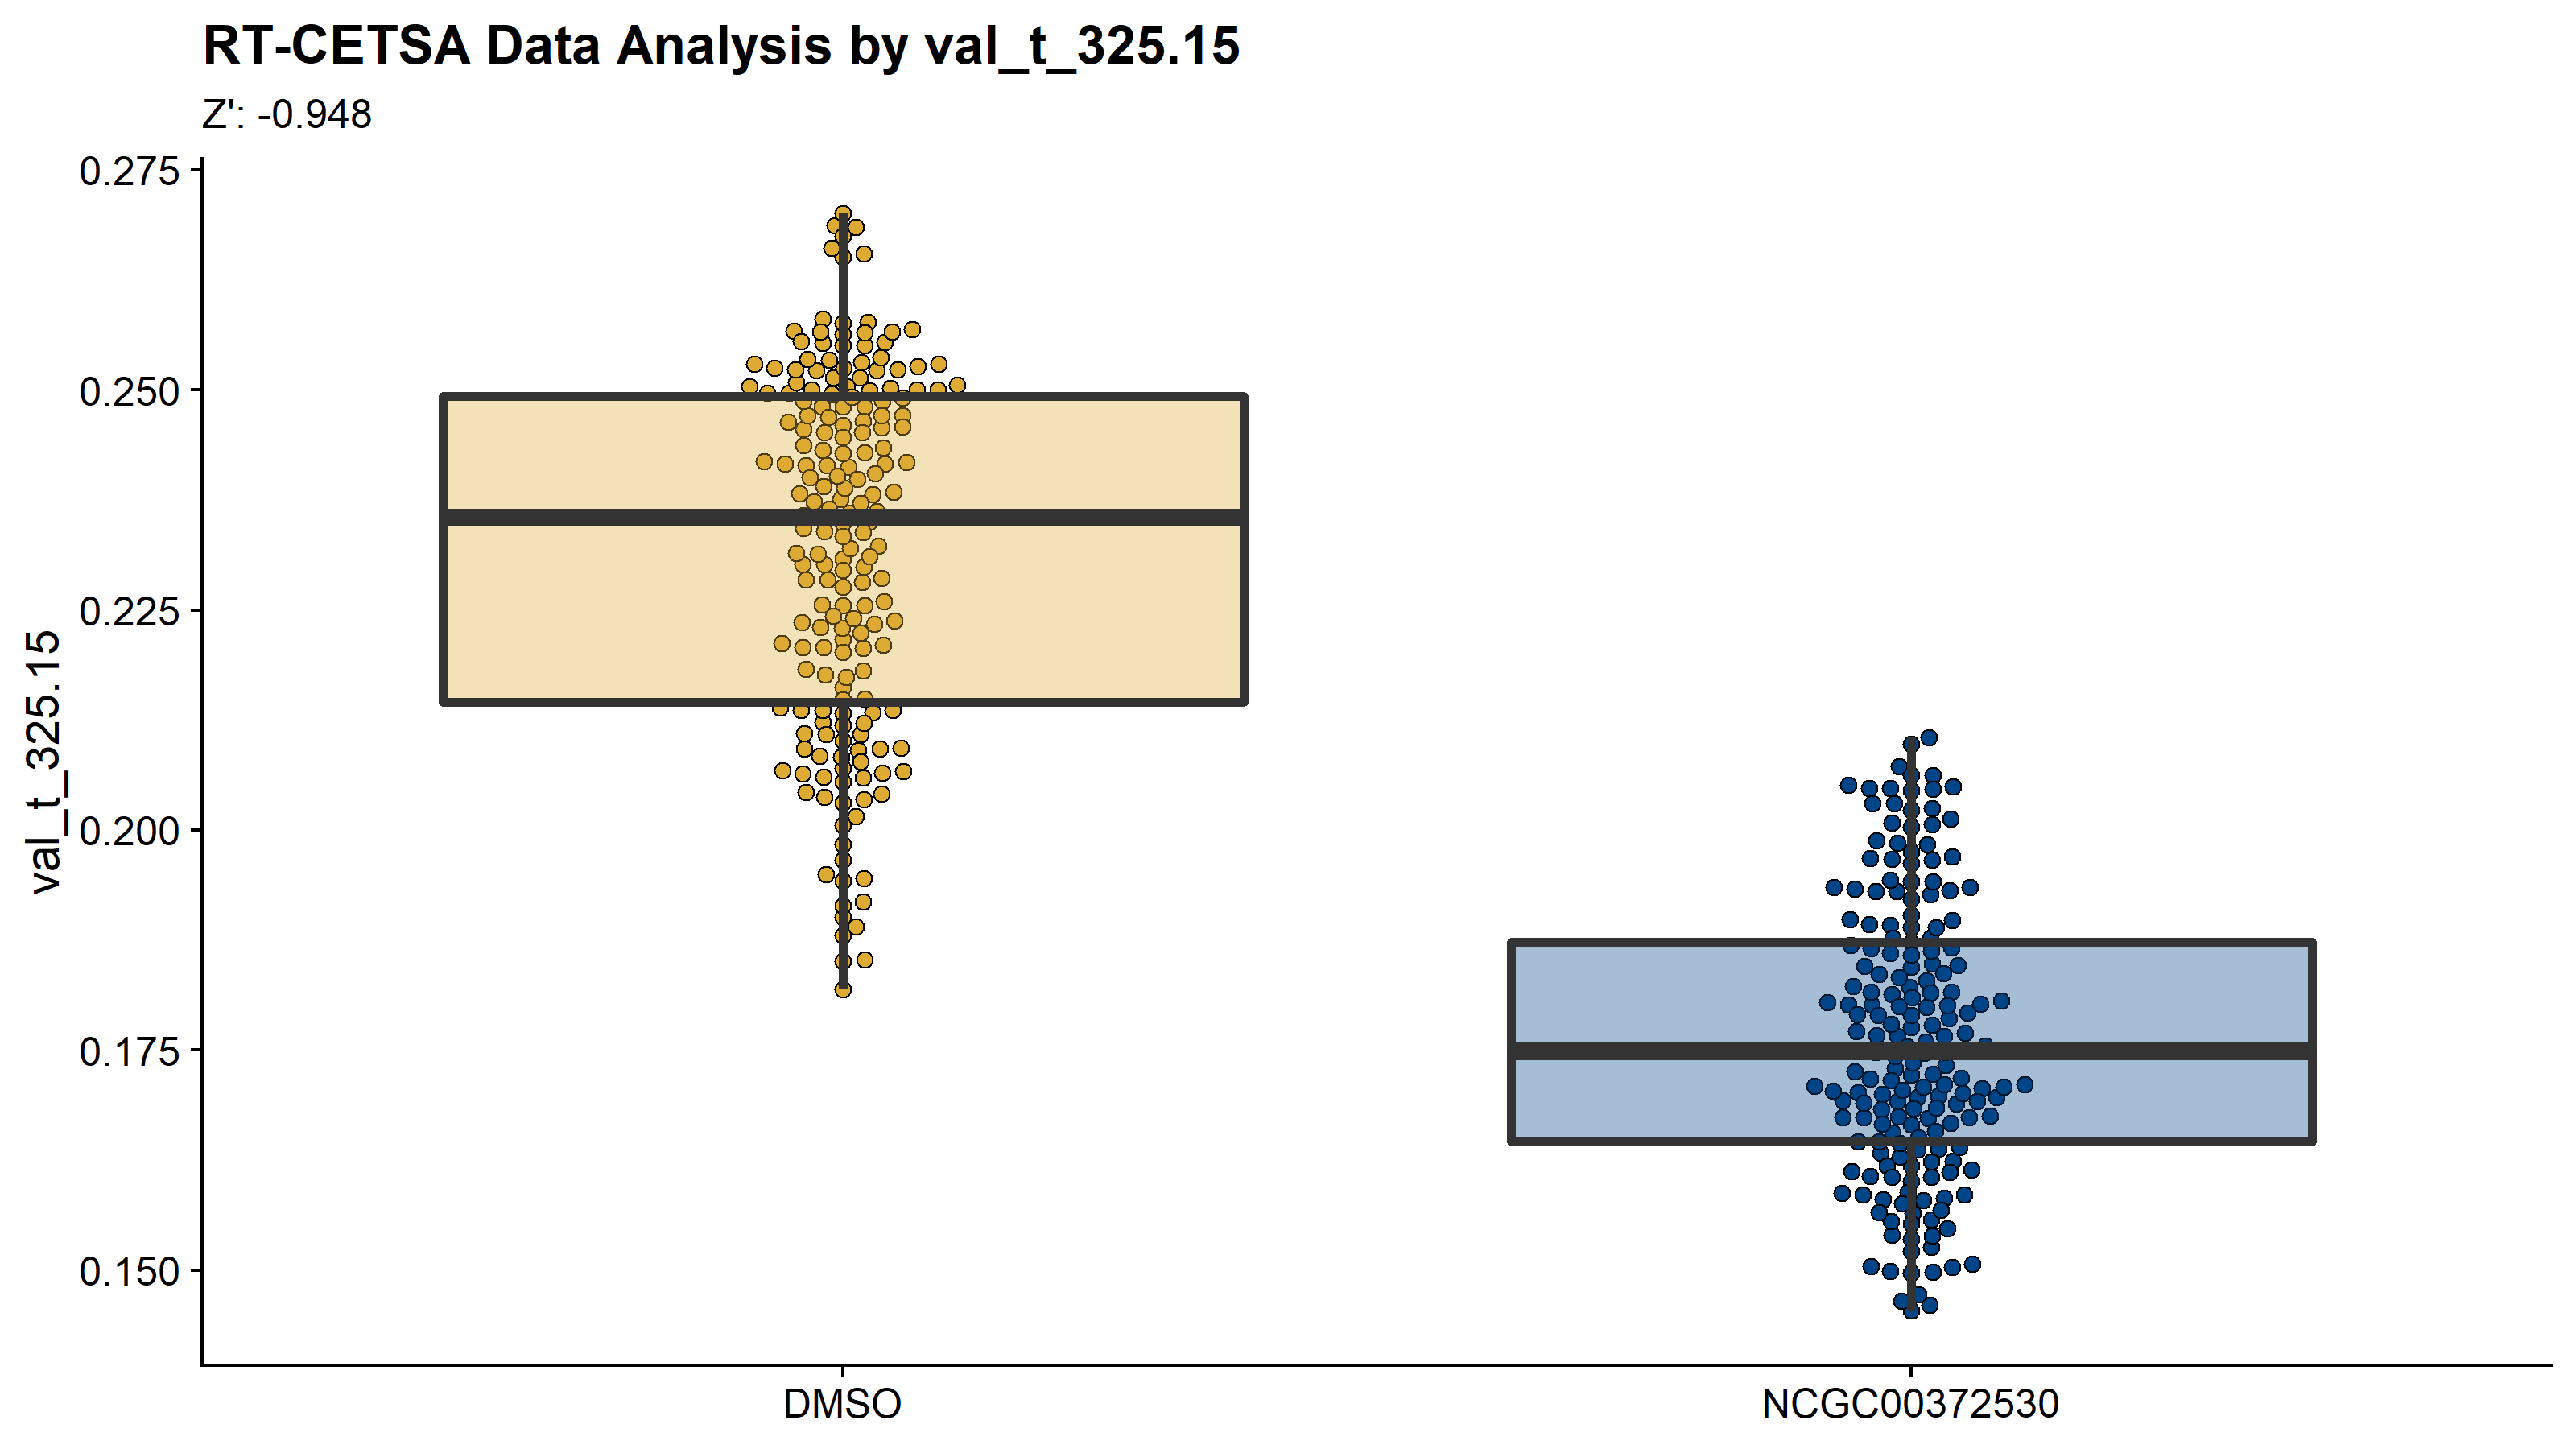 RT-CETSA Data Analysis by val_t_325.15
Z': -0.948
val_t_325.15
0.275
0.250
0.225
0.200
0.175
0.150
DMSO
NCGC00372530